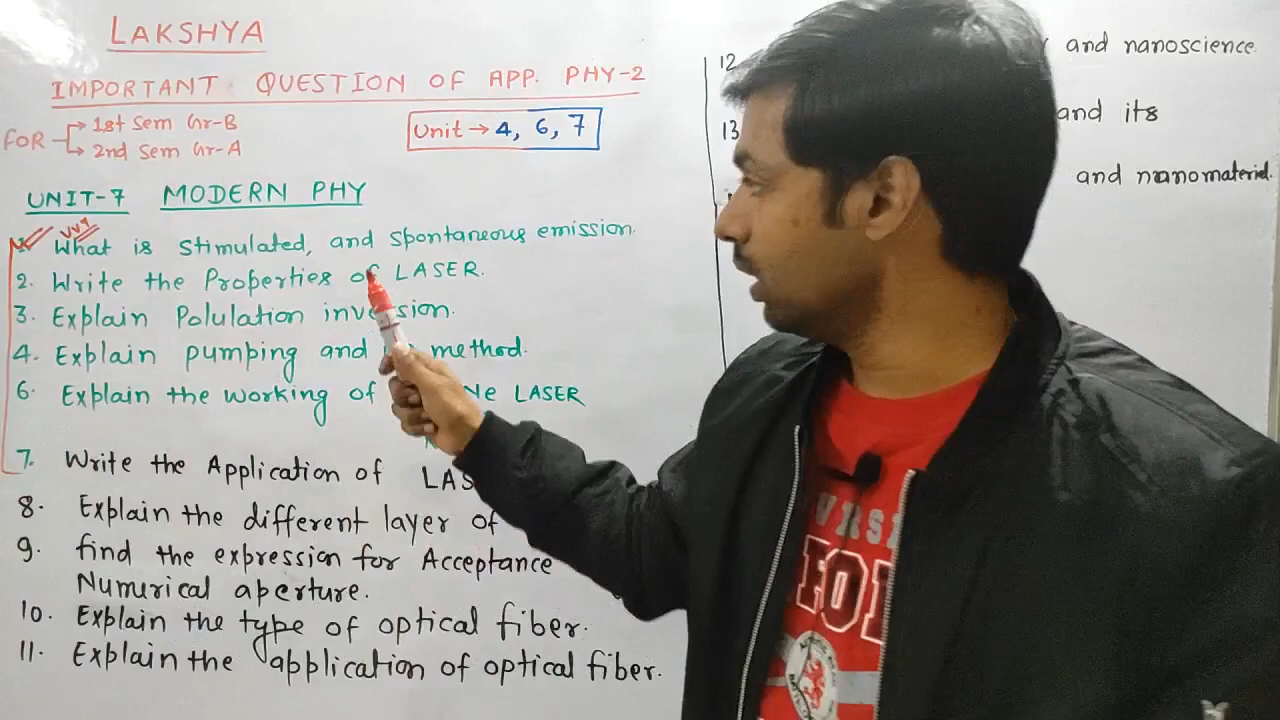 LAKSHYA
IMPORTANT QUESTION OF APP. PHY-2
FOR → 1st Sem Gr-B
→ 2nd Sem Gr-A
Unit → 4, 6, 7
UNIT-7 MODERN PHY
VVI
1. What is stimulated, and spontaneous emission.
2. Write the Properties of LASER.
3. Explain Polulation inversion.
4. Explain pumping and method.
6. Explain the working of Ne LASER
7. Write the Application of LAS
8. Explain the different layer of
9. find the expression for Acceptance
Numurical aperture.
10. Explain the type of optical fiber.
11. Explain the application of optical fiber.
12. and nanoscience
13. and its
and nanomaterial.